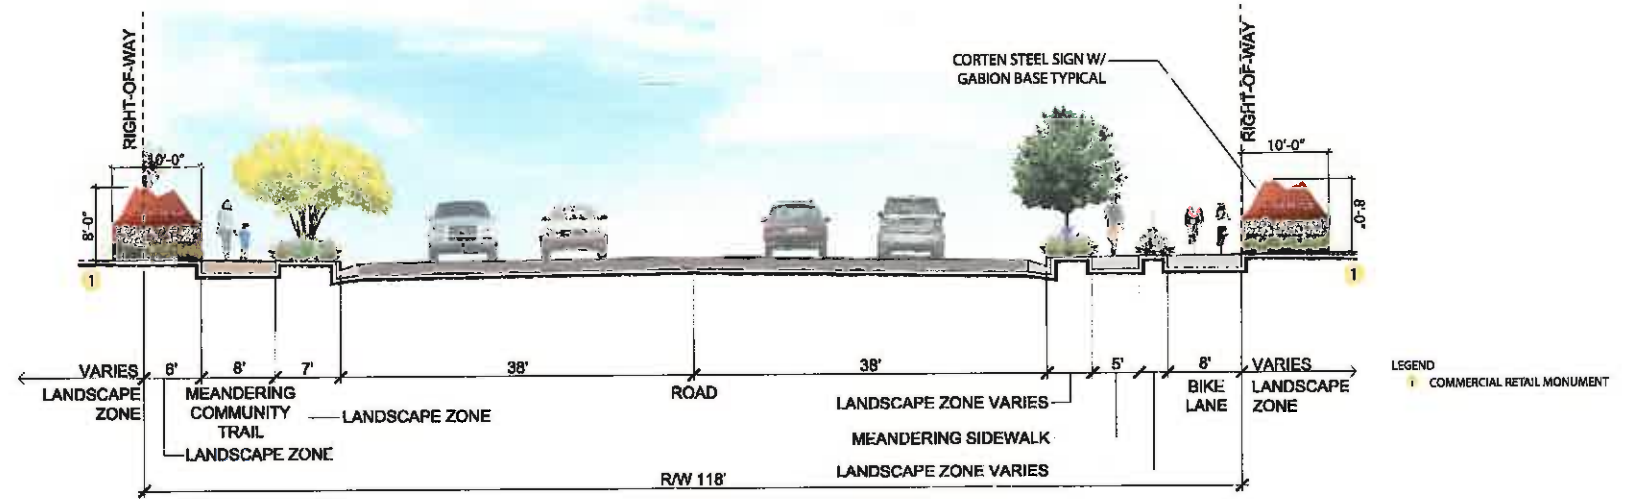 RIGHT-OF-WAY
10'-0"
8'-0"
CORTEN STEEL SIGN W/
GABION BASE TYPICAL
RIGHT-OF-WAY
10'-0"
8'-0"
1
1
VARIES
6'
8'
7'
38'
38'
5'
8'
VARIES
LANDSCAPE
ZONE
MEANDERING
COMMUNITY
TRAIL
LANDSCAPE ZONE
LANDSCAPE ZONE
ROAD
LANDSCAPE ZONE VARIES
MEANDERING SIDEWALK
LANDSCAPE ZONE VARIES
BIKE
LANE
LANDSCAPE
ZONE
R/W 118'
LEGEND
1 COMMERCIAL RETAIL MONUMENT